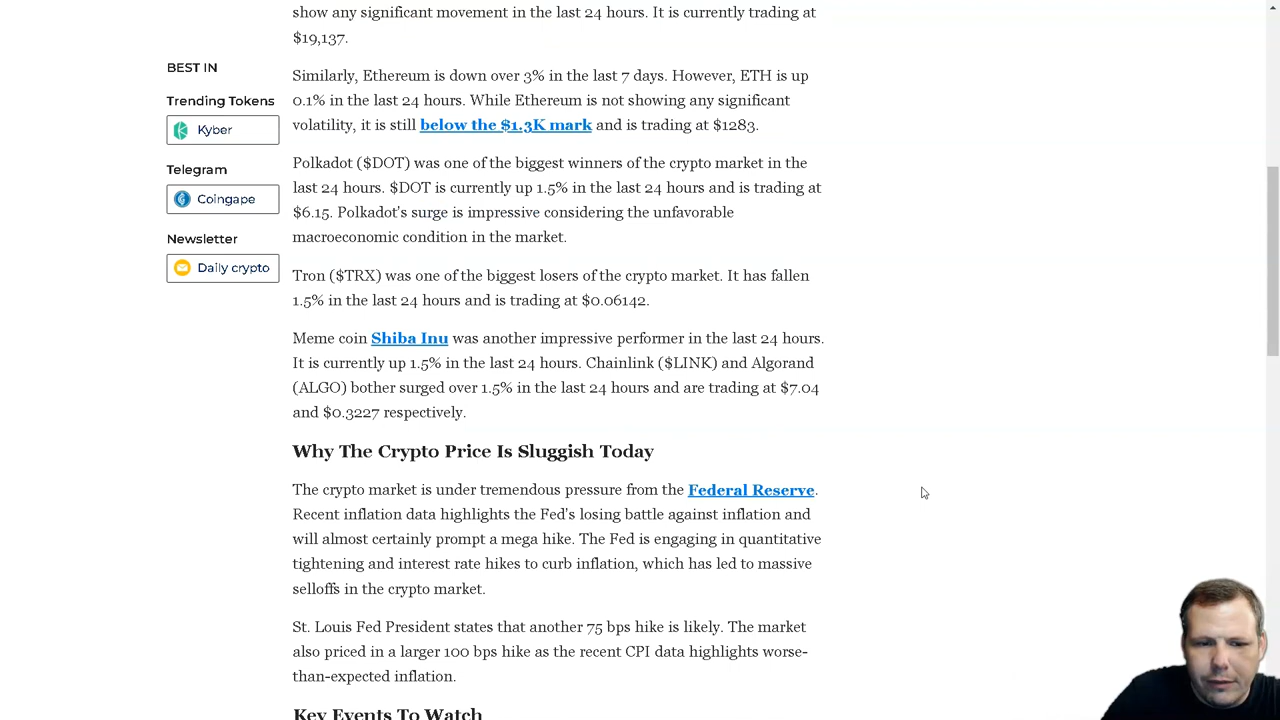 show any significant movement in the last 24 hours. It is currently trading at
$19,137.
BEST IN
Trending Tokens
Kyber
Telegram
Coingape
Newsletter
Daily crypto
Similarly, Ethereum is down over 3% in the last 7 days. However, ETH is up
0.1% in the last 24 hours. While Ethereum is not showing any significant
volatility, it is still below the $1.3K mark and is trading at $1283.
Polkadot ($DOT) was one of the biggest winners of the crypto market in the
last 24 hours. $DOT is currently up 1.5% in the last 24 hours and is trading at
$6.15. Polkadot's surge is impressive considering the unfavorable
macroeconomic condition in the market.
Tron ($TRX) was one of the biggest losers of the crypto market. It has fallen
1.5% in the last 24 hours and is trading at $0.06142.
Meme coin Shiba Inu was another impressive performer in the last 24 hours.
It is currently up 1.5% in the last 24 hours. Chainlink ($LINK) and Algorand
(ALGO) bother surged over 1.5% in the last 24 hours and are trading at $7.04
and $0.3227 respectively.
Why The Crypto Price Is Sluggish Today
The crypto market is under tremendous pressure from the Federal Reserve.
Recent inflation data highlights the Fed's losing battle against inflation and
will almost certainly prompt a mega hike. The Fed is engaging in quantitative
tightening and interest rate hikes to curb inflation, which has led to massive
selloffs in the crypto market.
St. Louis Fed President states that another 75 bps hike is likely. The market
also priced in a larger 100 bps hike as the recent CPI data highlights worse-
than-expected inflation.
Key Events To Watch